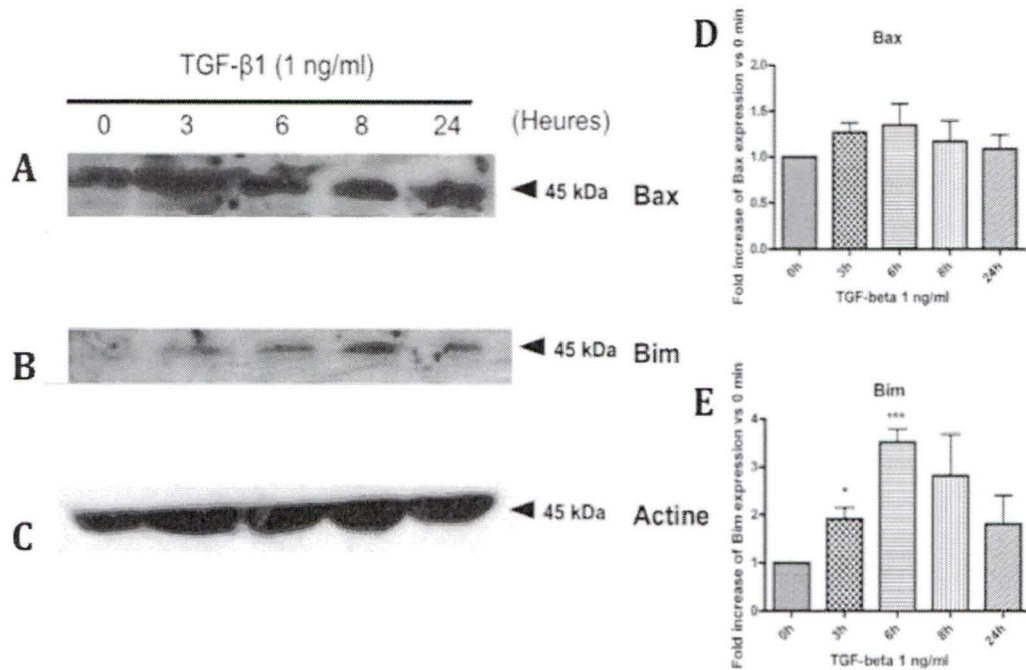 TGF-β1 (1 ng/ml)
0 3 6 8 24 (Heures)
A
45 kDa Bax
B
45 kDa Bim
C
45 kDa Actine
D
Bax
Fold increase of Bax expression vs 0 min
2.0
1.5
1.0
0.5
0.0
0h 3h 6h 8h 24h
TGF-beta 1 ng/ml
E
Bim
Fold increase of Bim expression vs 0 min
4
3
2
1
0
* ***
0h 3h 6h 8h 24h
TGF-beta 1 ng/ml